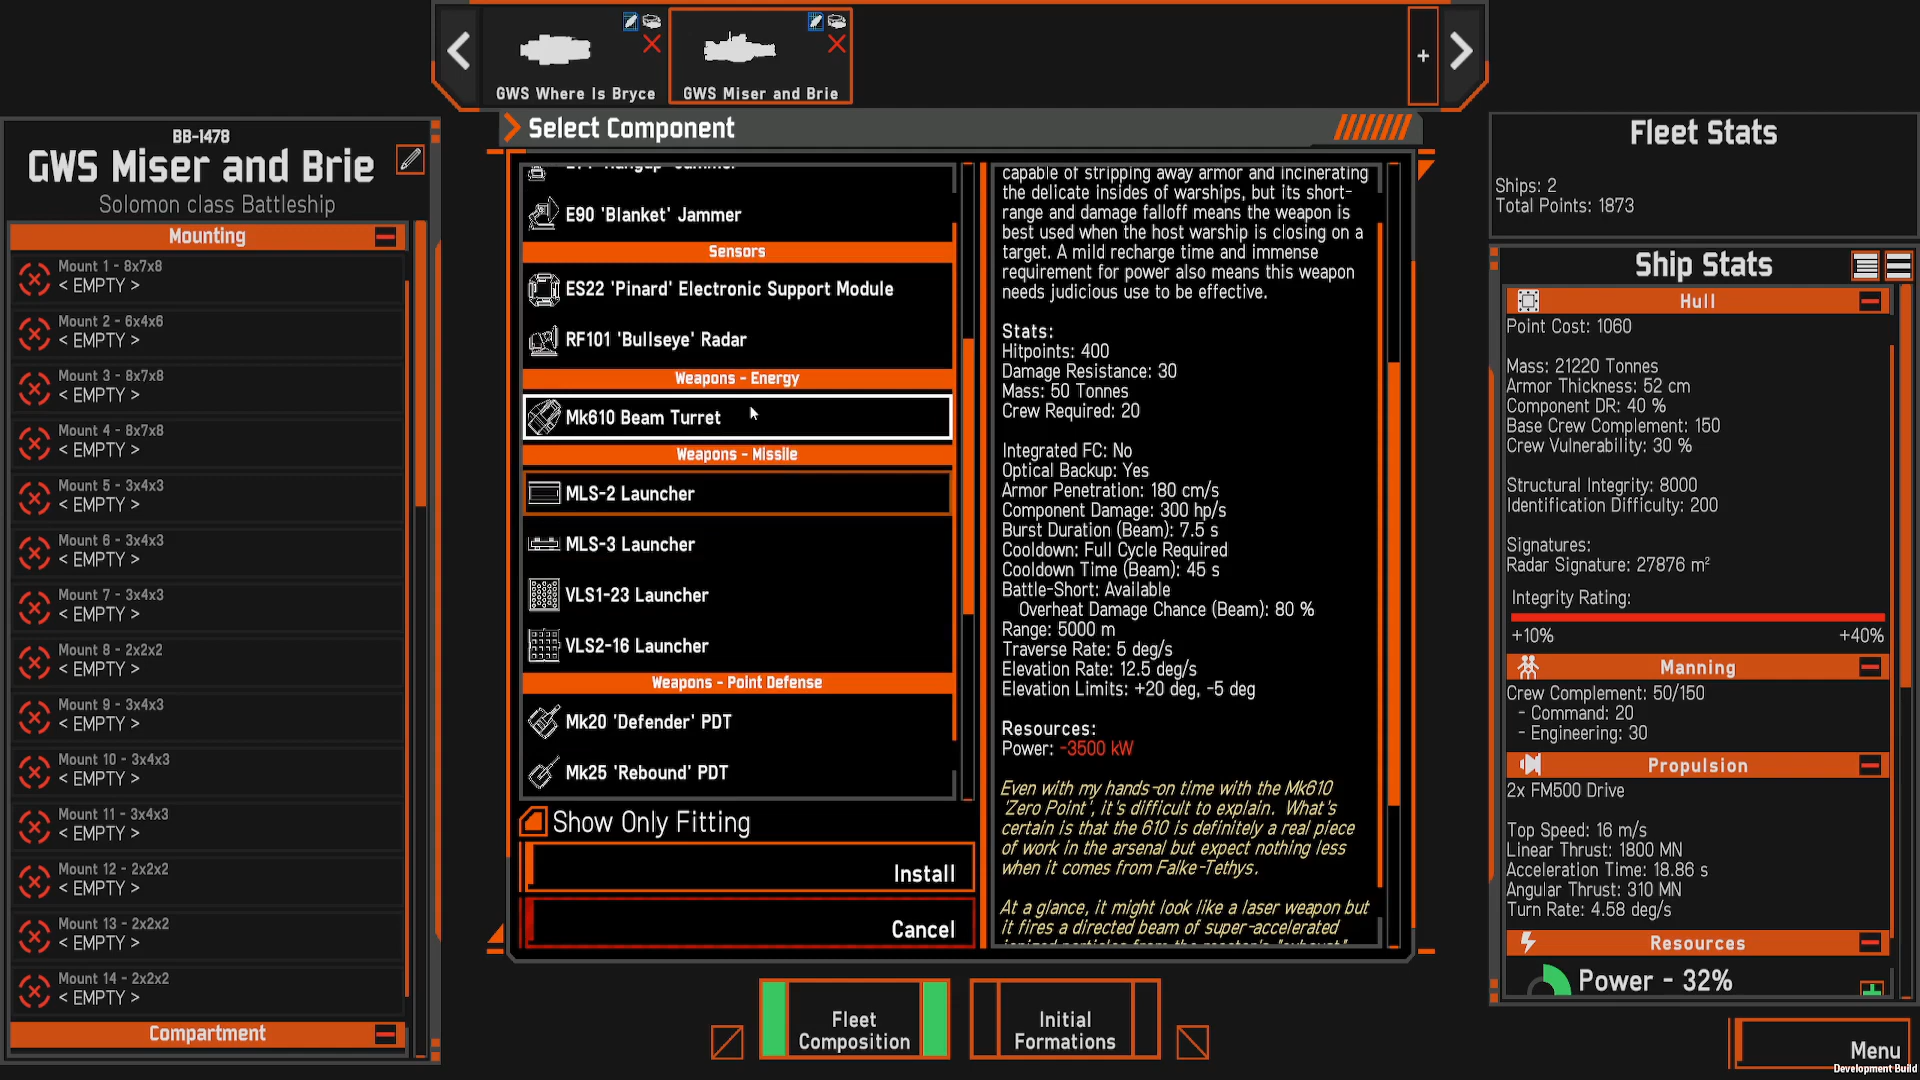 GWS Where Is Bryce
GWS Miser and Brie
+
BB-1478
GWS Miser and Brie
Solomon class Battleship
Mounting
Mount 1 - 8x7x8
< EMPTY >
Mount 2 - 6x4x6
< EMPTY >
Mount 3 - 8x7x8
< EMPTY >
Mount 4 - 8x7x8
< EMPTY >
Mount 5 - 3x4x3
< EMPTY >
Mount 6 - 3x4x3
< EMPTY >
Mount 7 - 3x4x3
< EMPTY >
Mount 8 - 2x2x2
< EMPTY >
Mount 9 - 3x4x3
< EMPTY >
Mount 10 - 3x4x3
< EMPTY >
Mount 11 - 3x4x3
< EMPTY >
Mount 12 - 2x2x2
< EMPTY >
Mount 13 - 2x2x2
< EMPTY >
Mount 14 - 2x2x2
< EMPTY >
Compartment
Select Component
Jammer
E90 'Blanket' Jammer
Sensors
ES22 'Pinard' Electronic Support Module
RF101 'Bullseye' Radar
Weapons - Energy
Mk610 Beam Turret
Weapons - Missile
MLS-2 Launcher
MLS-3 Launcher
VLS1-23 Launcher
VLS2-16 Launcher
Weapons - Point Defense
Mk20 'Defender' PDT
Mk25 'Rebound' PDT
Show Only Fitting
Install
Cancel
capable of stripping away armor and incinerating
the delicate insides of warships, but its short-
range and damage falloff means the weapon is
best used when the host warship is closing on a
target. A mild recharge time and immense
requirement for power also means this weapon
needs judicious use to be effective.
Stats:
Hitpoints: 400
Damage Resistance: 30
Mass: 50 Tonnes
Crew Required: 20
Integrated FC: No
Optical Backup: Yes
Armor Penetration: 180 cm/s
Component Damage: 300 hp/s
Burst Duration (Beam): 7.5 s
Cooldown: Full Cycle Required
Cooldown Time (Beam): 45 s
Battle-Short: Available
Overheat Damage Chance (Beam): 80 %
Range: 5000 m
Traverse Rate: 5 deg/s
Elevation Rate: 12.5 deg/s
Elevation Limits: +20 deg, -5 deg
Resources:
Power: -3500 kW
Even with my hands-on time with the Mk610
'Zero Point', it's difficult to explain. What's
certain is that the 610 is definitely a real piece
of work in the arsenal but expect nothing less
when it comes from Falke-Tethys.
At a glance, it might look like a laser weapon but
it fires a directed beam of super-accelerated
ionized particles from the reactor's "exhaust"
Fleet
Composition
Initial
Formations
Fleet Stats
Ships: 2
Total Points: 1873
Ship Stats
Hull
Point Cost: 1060
Mass: 21220 Tonnes
Armor Thickness: 52 cm
Component DR: 40 %
Base Crew Complement: 150
Crew Vulnerability: 30 %
Structural Integrity: 8000
Identification Difficulty: 200
Signatures:
Radar Signature: 27876 m²
Integrity Rating:
+10% +40%
Manning
Crew Complement: 50/150
- Command: 20
- Engineering: 30
Propulsion
2x FM500 Drive
Top Speed: 16 m/s
Linear Thrust: 1800 MN
Acceleration Time: 18.86 s
Angular Thrust: 310 MN
Turn Rate: 4.58 deg/s
Resources
Power - 32%
Menu
Development Build